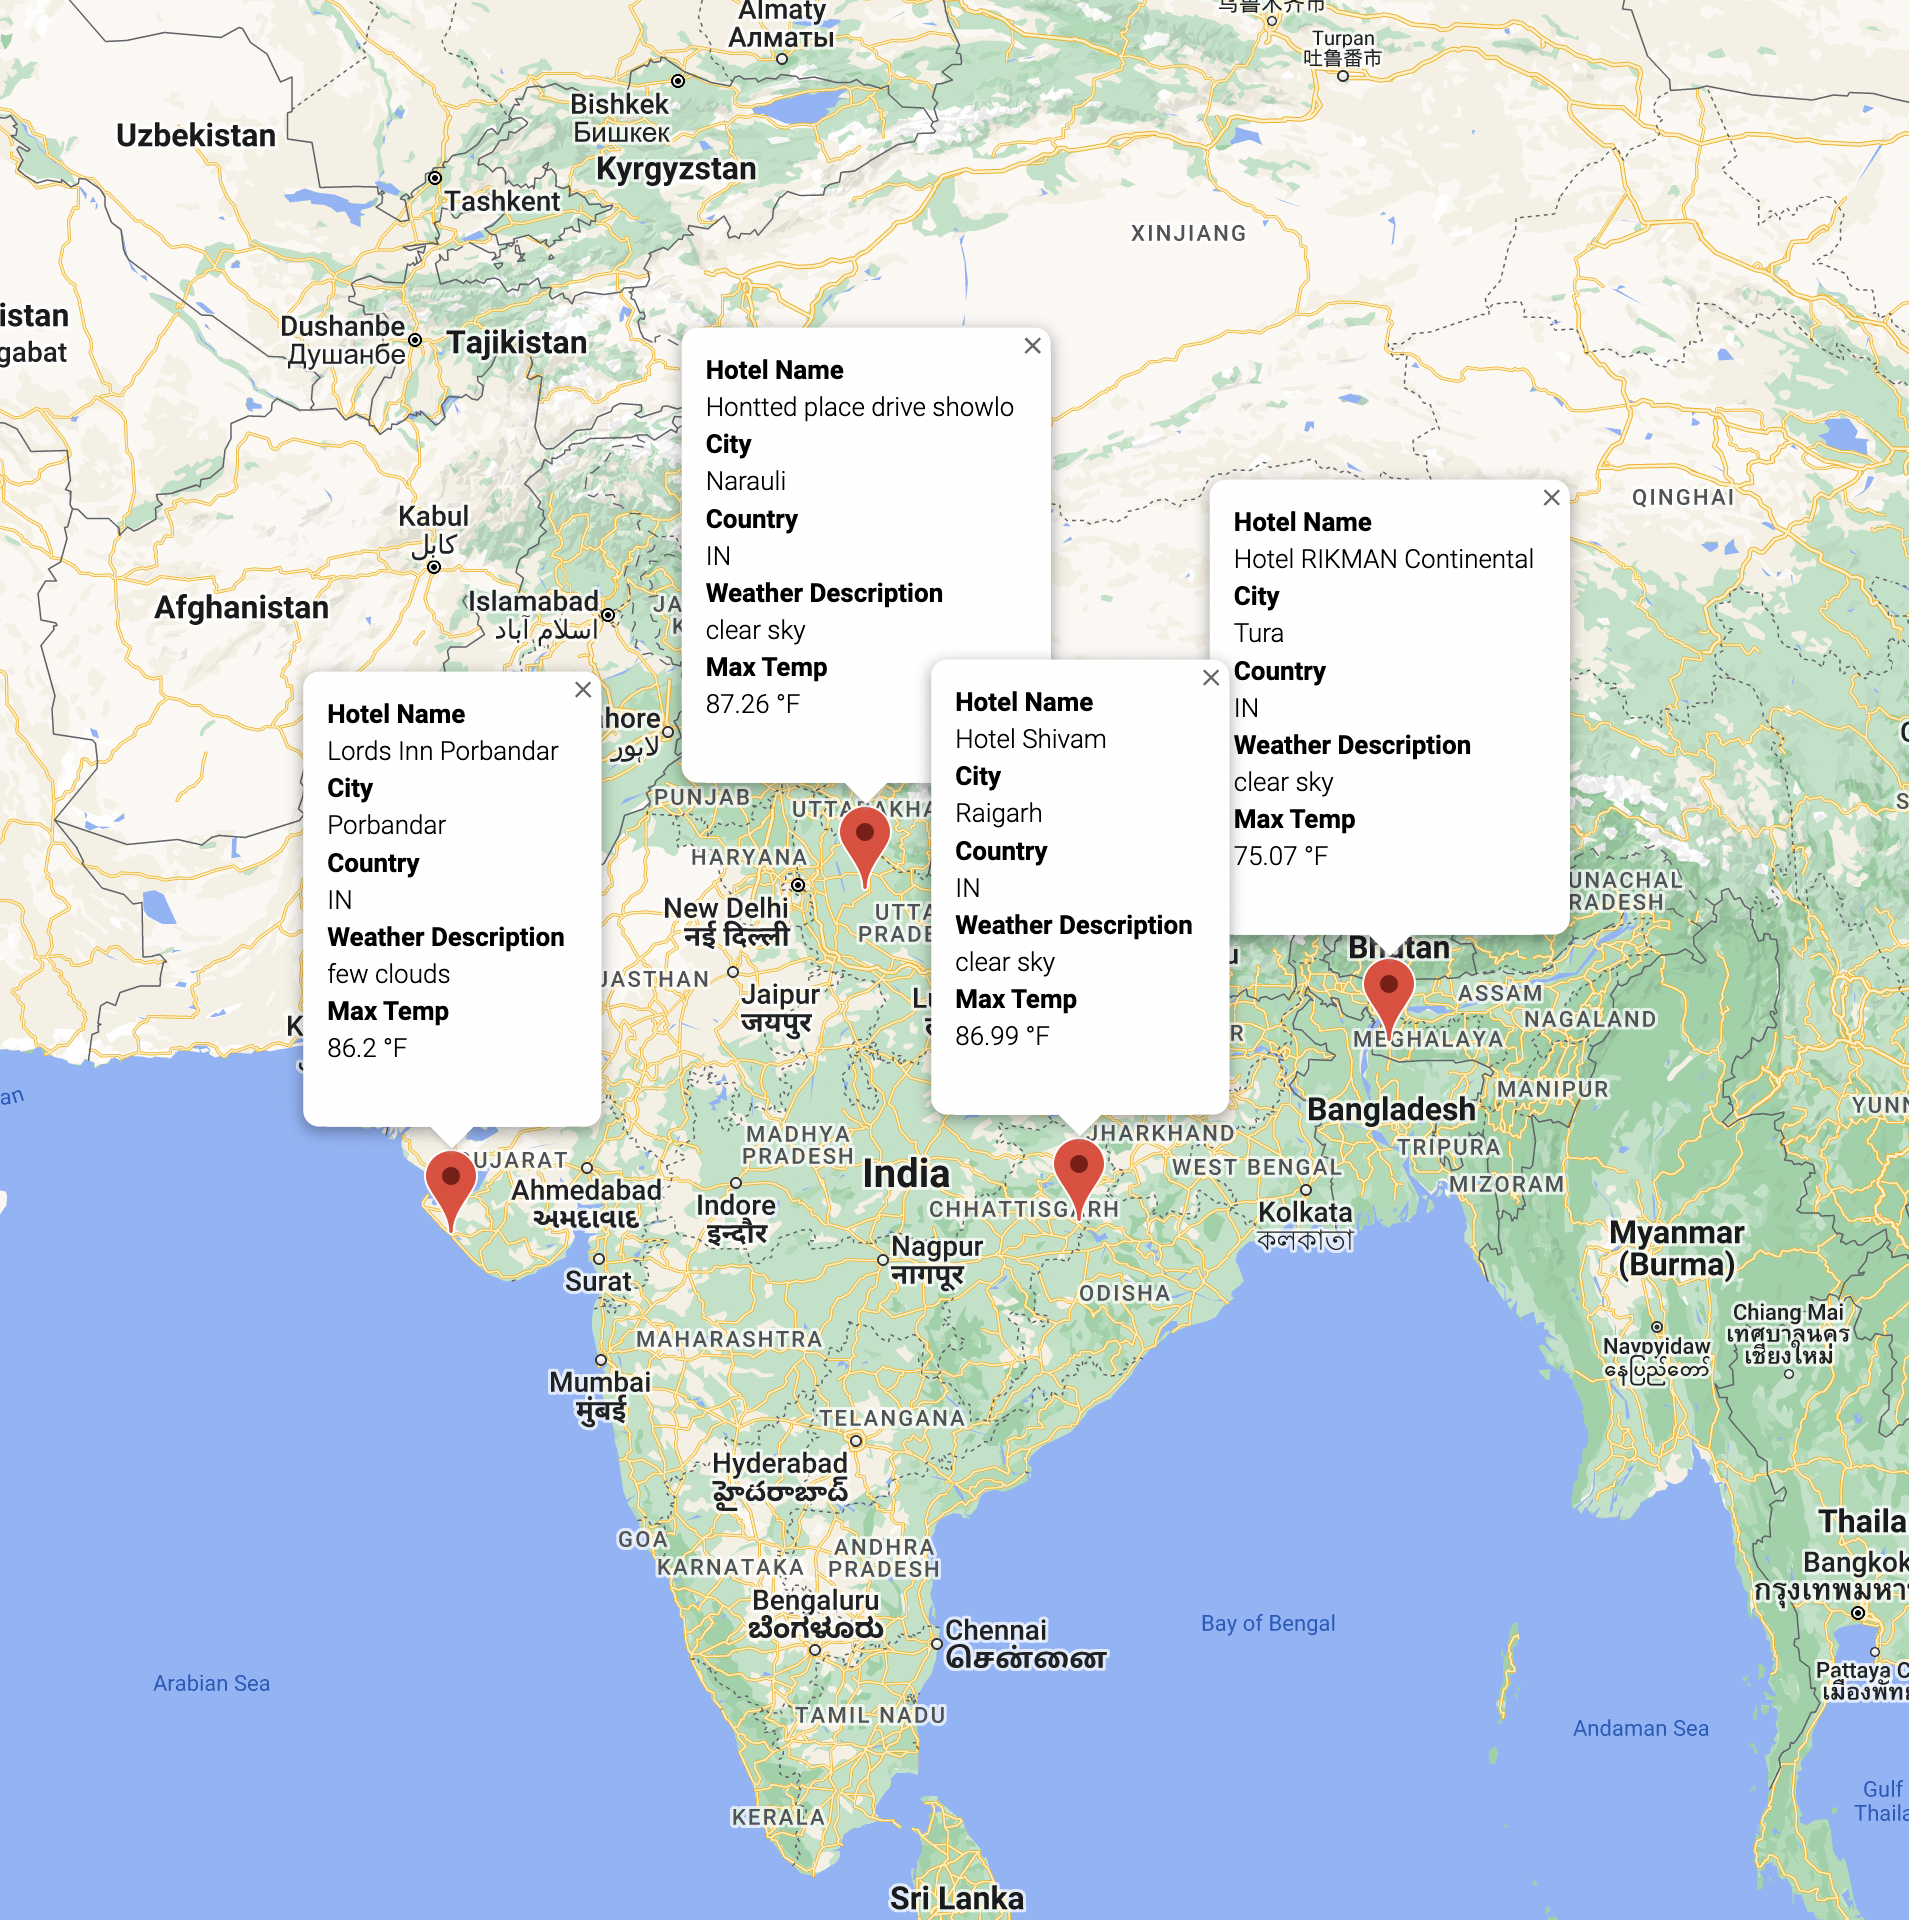 Almaty
Алматы
Turpan
吐鲁番市
Bishkek
Бишкек
Uzbekistan
Kyrgyzstan
Tashkent
XINJIANG
istan
gabat
Dushanbe
Душанбе
Tajikistan
Hotel Name
Hontted place drive showlo
City
Narauli
Country
IN
Weather Description
clear sky
Max Temp
87.26 °F
QINGHAI
Hotel Name
Hotel RIKMAN Continental
City
Tura
Country
IN
Weather Description
clear sky
Max Temp
75.07 °F
Kabul
كابل
Afghanistan
Islamabad
اسلام آباد
JA
K
Hotel Name
Lords Inn Porbandar
City
Porbandar
Country
IN
Weather Description
few clouds
Max Temp
86.2 °F
hore
لاہور
Hotel Name
Hotel Shivam
City
Raigarh
Country
IN
Weather Description
clear sky
Max Temp
86.99 °F
PUNJAB
HARYANA
New Delhi
नई दिल्ली
UTTA
PRADE
UNACHAL
RADESH
Bhutan
JASTHAN
Jaipur
जयपुर
ASSAM
NAGALAND
MEGHALAYA
MANIPUR
an
YUNN
Bangladesh
TRIPURA
MIZORAM
MADHYA
PRADESH
JHARKHAND
WEST BENGAL
UJARAT
Ahmedabad
અમદાવાદ
India
Indore
इन्दौर
CHHATTISGARH
Kolkata
কলকাতা
Nagpur
नागपूर
Surat
ODISHA
Myanmar
(Burma)
Chiang Mai
เทศบาลนคร
เชียงใหม่
Naypyidaw
နေပြည်တော်
MAHARASHTRA
Mumbai
मुंबई
TELANGANA
Hyderabad
హైదరాబాద్
GOA
KARNATAKA
ANDHRA
PRADESH
Thaila
Bangkok
กรุงเทพมหา
Bengaluru
ಬೆಂಗಳೂರು
Chennai
சென்னை
Bay of Bengal
Arabian Sea
Pattaya C
เมืองพัท
TAMIL NADU
Andaman Sea
Gulf
Thaila
KERALA
Sri Lanka